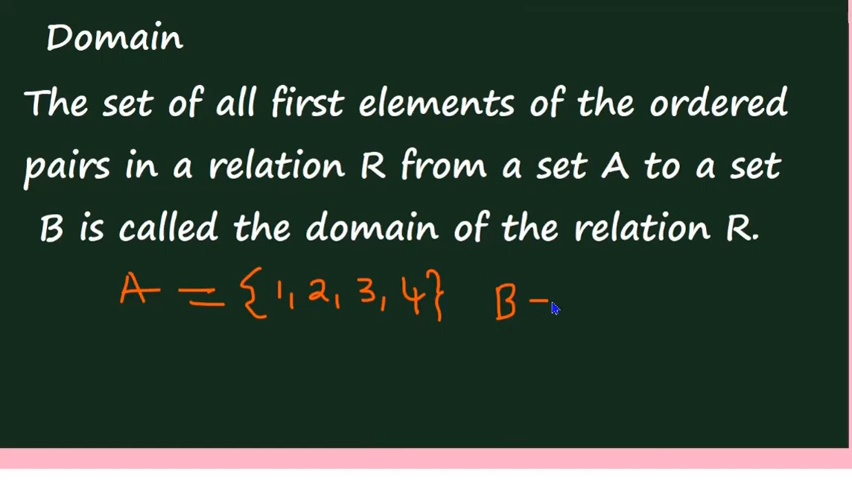 Domain
The set of all first elements of the ordered
pairs in a relation R from a set A to a set
B is called the domain of the relation R.
A = {1, 2, 3, 4} B -